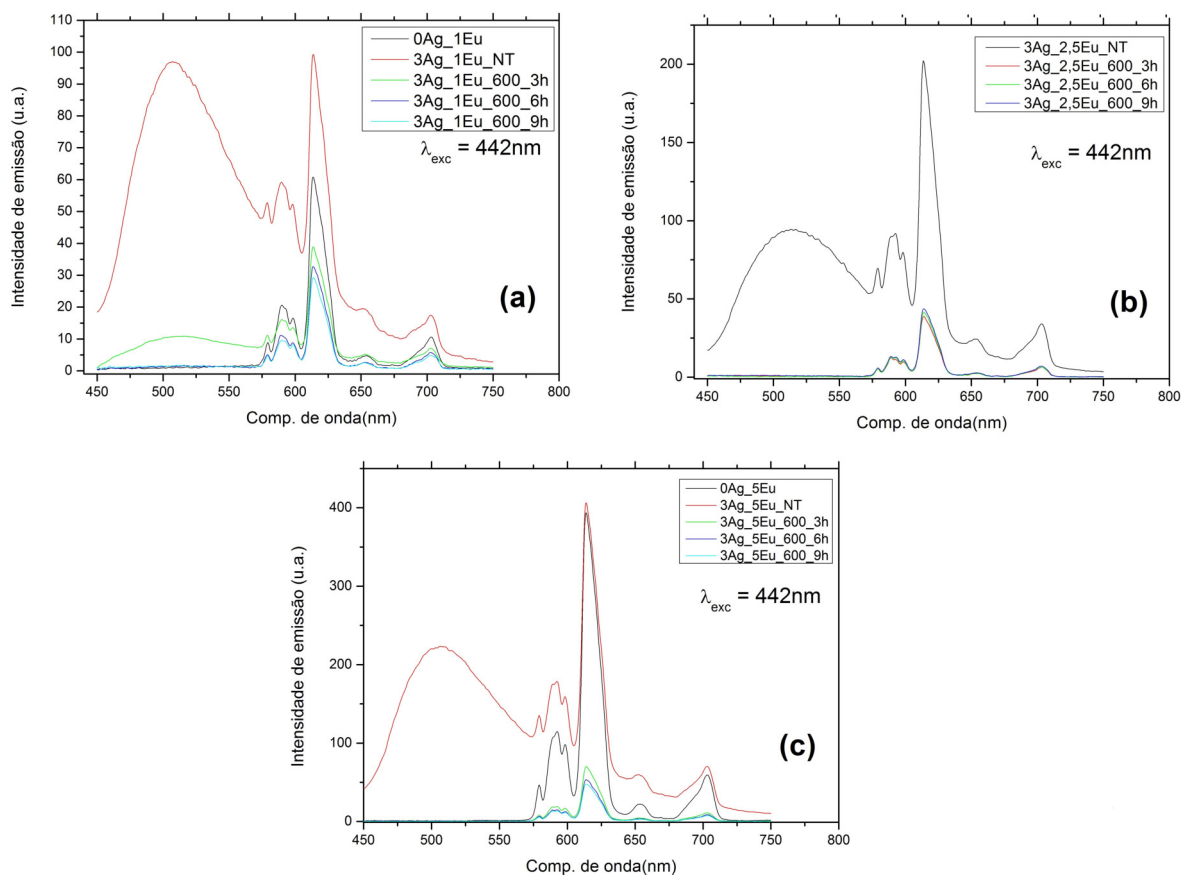 0Ag_1Eu
3Ag_1Eu_NT
3Ag_1Eu_600_3h
3Ag_1Eu_600_6h
3Ag_1Eu_600_9h
λexc = 442nm
(a)
Intensidade de emissão (u.a.)
110
100
90
80
70
60
50
40
30
20
10
0
450 500 550 600 650 700 750 800
Comp. de onda(nm)
3Ag_2,5Eu_NT
3Ag_2,5Eu_600_3h
3Ag_2,5Eu_600_6h
3Ag_2,5Eu_600_9h
λexc = 442nm
(b)
Intensidade de emissão (u.a.)
200
150
100
50
0
450 500 550 600 650 700 750 800
Comp. de onda(nm)
0Ag_5Eu
3Ag_5Eu_NT
3Ag_5Eu_600_3h
3Ag_5Eu_600_6h
3Ag_5Eu_600_9h
λexc = 442nm
(c)
Intensidade de emissão (u.a.)
400
300
200
100
0
450 500 550 600 650 700 750 800
Comp. de onda(nm)